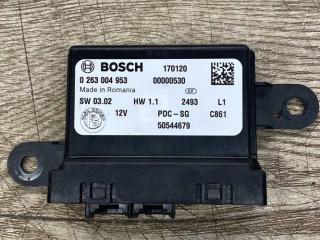 BOSCH 170120
0 263 004 953 00000530
Made in Romania
SW 03.02 HW 1.1 2493 L1
12V PDC-SG C861
50544679